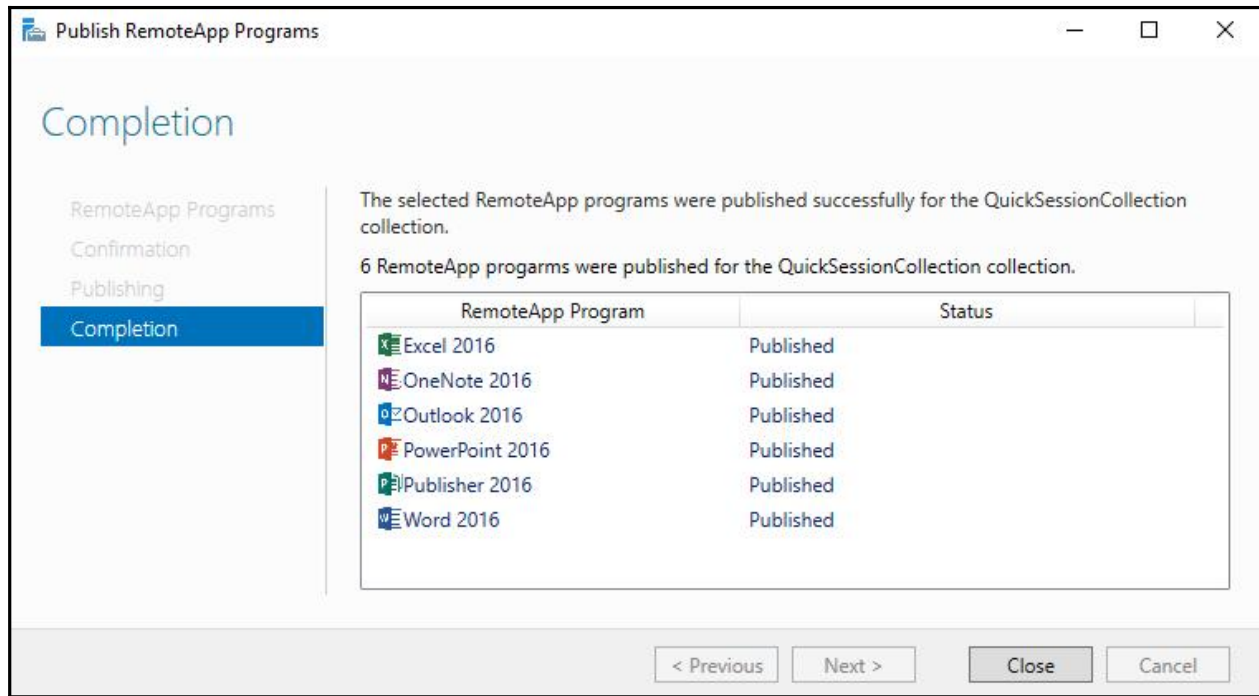 Publish RemoteApp Programs
Completion
RemoteApp Programs
Confirmation
Publishing
Completion
The selected RemoteApp programs were published successfully for the QuickSessionCollection
collection.
6 RemoteApp progarms were published for the QuickSessionCollection collection.
RemoteApp Program Status
Excel 2016 Published
OneNote 2016 Published
Outlook 2016 Published
PowerPoint 2016 Published
Publisher 2016 Published
Word 2016 Published
< Previous Next > Close Cancel